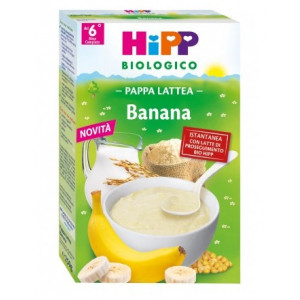 6°
HiPP
BIOLOGICO
PAPPA LATTEA
Banana
NOVITÀ
ISTANTANEA
CON LATTE DI
PROSEGUIMENTO
BIO HIPP